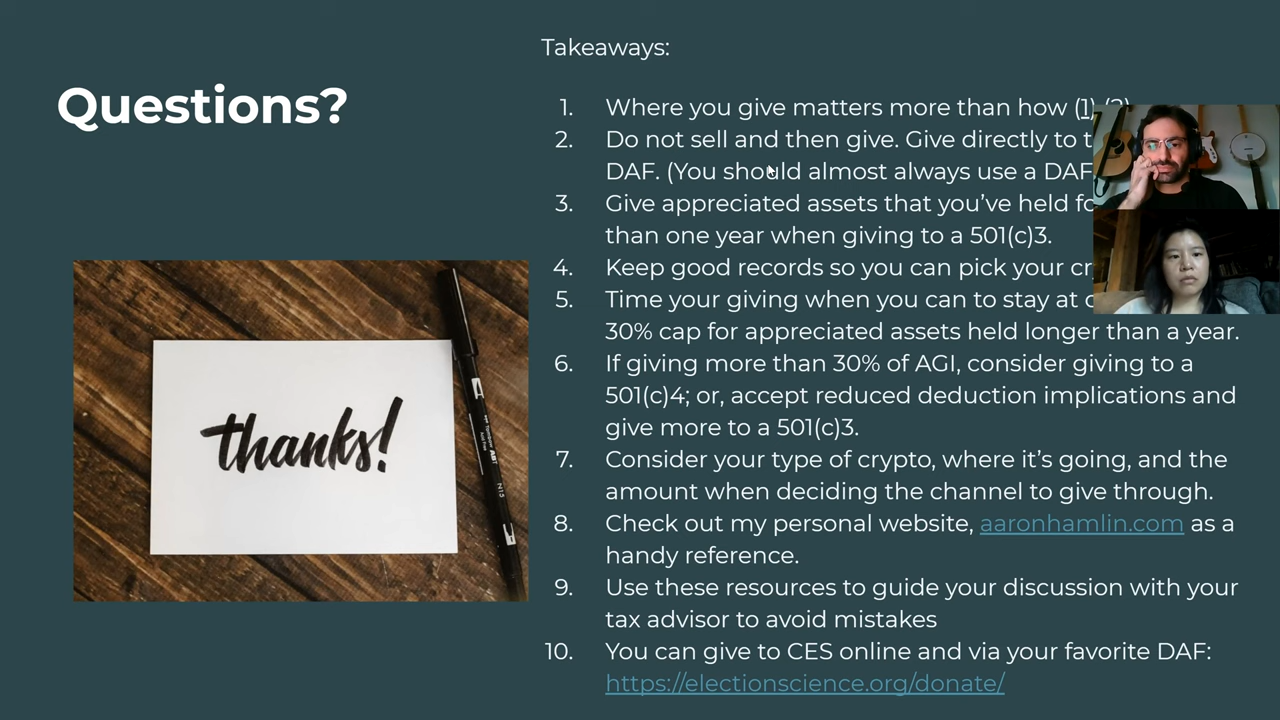 Questions?
Takeaways:
1. Where you give matters more than how (1)
2. Do not sell and then give. Give directly to
DAF. (You should almost always use a DAF
3. Give appreciated assets that you’ve held
than one year when giving to a 501(c)3.
4. Keep good records so you can pick your
5. Time your giving when you can to stay at
30% cap for appreciated assets held longer than a year.
6. If giving more than 30% of AGI, consider giving to a
501(c)4; or, accept reduced deduction implications and
give more to a 501(c)3.
7. Consider your type of crypto, where it’s going, and the
amount when deciding the channel to give through.
8. Check out my personal website, aaronhamlin.com as a
handy reference.
9. Use these resources to guide your discussion with your
tax advisor to avoid mistakes
10. You can give to CES online and via your favorite DAF:
https://electionscience.org/donate/
thanks!